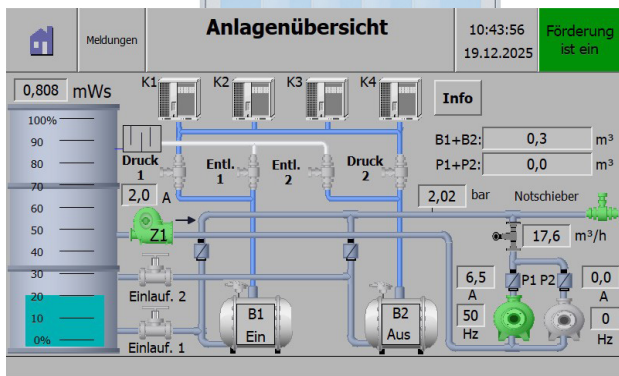 Meldungen
Anlagenübersicht
10:43:56
19.12.2025
Förderung
ist ein
0,808 mWs
K1
K2
K3
K4
Info
100%
90
80
70
60
50
40
30
20
10
0%
B1+B2: 0,3 m³
P1+P2: 0,0 m³
Druck
1
Entl.
1
Entl.
2
Druck
2
2,0 A
Z1
2,02 bar
Notschieber
17,6 m³/h
Einlauf. 2
Einlauf. 1
B1
Ein
B2
Aus
6,5
A
50
Hz
P1 P2
0,0
A
0
Hz